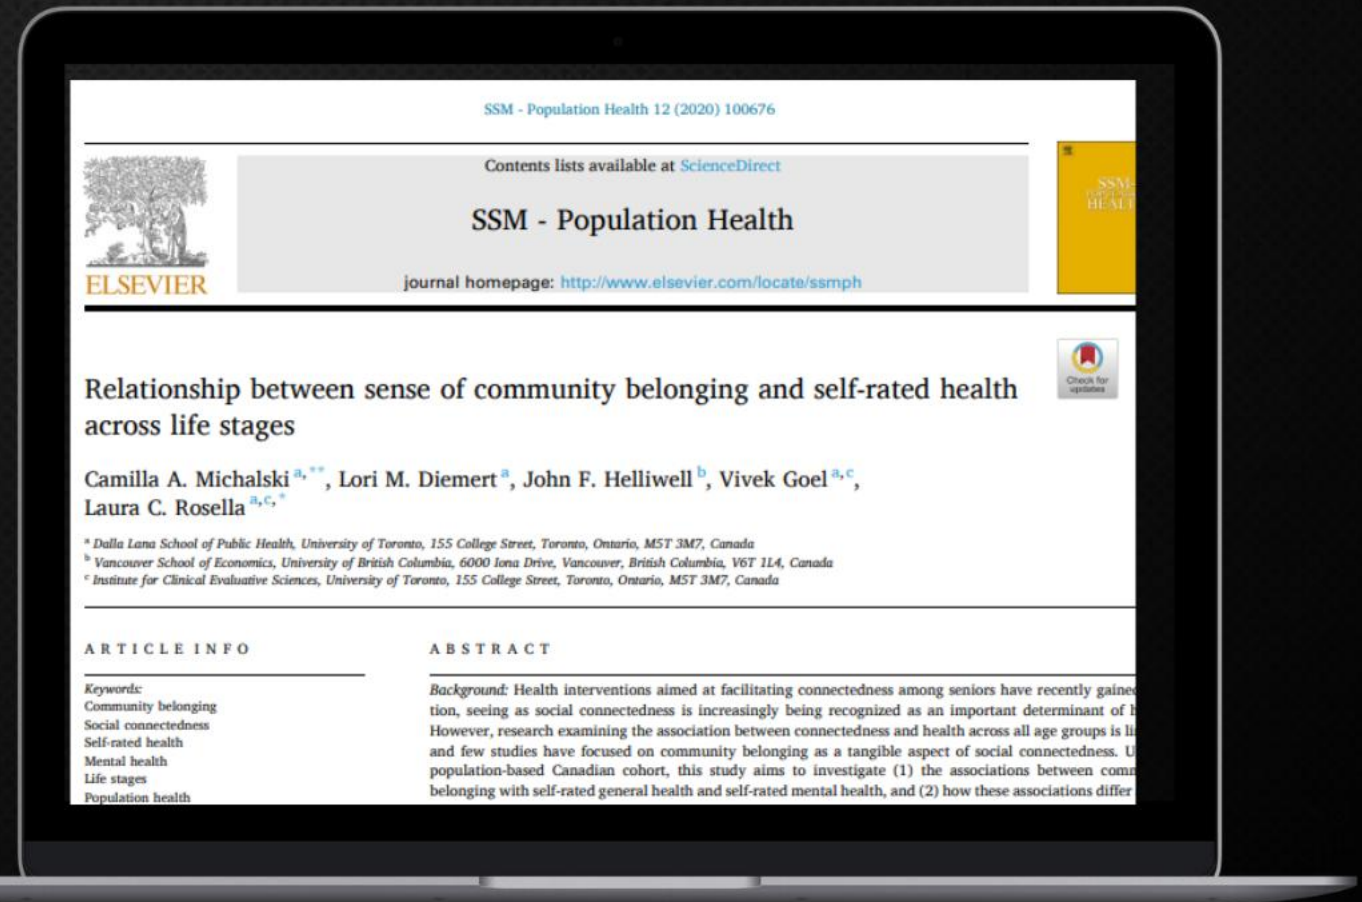 SSM - Population Health 12 (2020) 100676
Contents lists available at ScienceDirect
SSM - Population Health
journal homepage: http://www.elsevier.com/locate/ssmph
ELSEVIER
SSM-
HEALT
Check for
updates
Relationship between sense of community belonging and self-rated health
across life stages
Camilla A. Michalski a,**, Lori M. Diemert a, John F. Helliwell b, Vivek Goel a,c,
Laura C. Rosella a,c,*
a Dalla Lana School of Public Health, University of Toronto, 155 College Street, Toronto, Ontario, M5T 3M7, Canada
b Vancouver School of Economics, University of British Columbia, 6000 Iona Drive, Vancouver, British Columbia, V6T 1L4, Canada
c Institute for Clinical Evaluative Sciences, University of Toronto, 155 College Street, Toronto, Ontario, M5T 3M7, Canada
ARTICLE INFO
Keywords:
Community belonging
Social connectedness
Self-rated health
Mental health
Life stages
Population health
ABSTRACT
Background: Health interventions aimed at facilitating connectedness among seniors have recently gained
tion, seeing as social connectedness is increasingly being recognized as an important determinant of
However, research examining the association between connectedness and health across all age groups is li
and few studies have focused on community belonging as a tangible aspect of social connectedness. U
population-based Canadian cohort, this study aims to investigate (1) the associations between comm
belonging with self-rated general health and self-rated mental health, and (2) how these associations differ